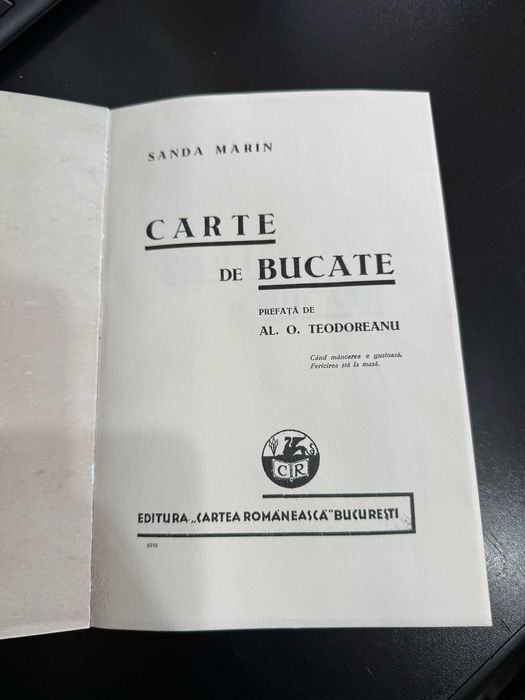 SANDA MARIN
CARTE
DE BUCATE
PREFAȚĂ DE
AL. O. TEODOREANU
Când mâncarea e gustoasă,
Fericirea stă la masă.
C R
EDITURA „CARTEA ROMÂNEASCĂ" BUCUREȘTI
8319